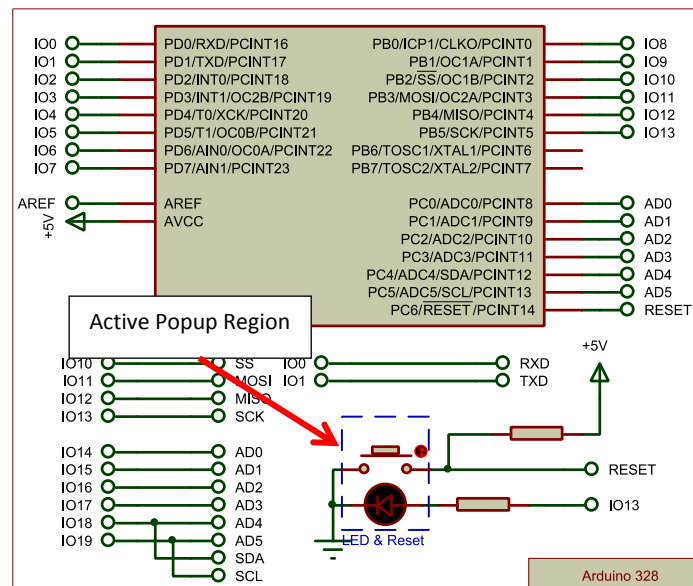 IO0 PD0/RXD/PCINT16 PB0/ICP1/CLKO/PCINT0 IO8
IO1 PD1/TXD/PCINT17 PB1/OC1A/PCINT1 IO9
IO2 PD2/INT0/PCINT18 PB2/SS/OC1B/PCINT2 IO10
IO3 PD3/INT1/OC2B/PCINT19 PB3/MOSI/OC2A/PCINT3 IO11
IO4 PD4/T0/XCK/PCINT20 PB4/MISO/PCINT4 IO12
IO5 PD5/T1/OC0B/PCINT21 PB5/SCK/PCINT5 IO13
IO6 PD6/AIN0/OC0A/PCINT22 PB6/TOSC1/XTAL1/PCINT6
IO7 PD7/AIN1/PCINT23 PB7/TOSC2/XTAL2/PCINT7
AREF AREF PC0/ADC0/PCINT8 AD0
+5V AVCC PC1/ADC1/PCINT9 AD1
PC2/ADC2/PCINT10 AD2
PC3/ADC3/PCINT11 AD3
PC4/ADC4/SDA/PCINT12 AD4
PC5/ADC5/SCL/PCINT13 AD5
PC6/RESET/PCINT14 RESET
Active Popup Region
+5V
IO10 SS IO0 RXD
IO11 MOSI IO1 TXD
IO12 MISO
IO13 SCK
IO14 AD0
IO15 AD1 RESET
IO16 AD2
IO17 AD3 IO13
IO18 AD4
IO19 AD5 LED & Reset
SDA
SCL
Arduino 328